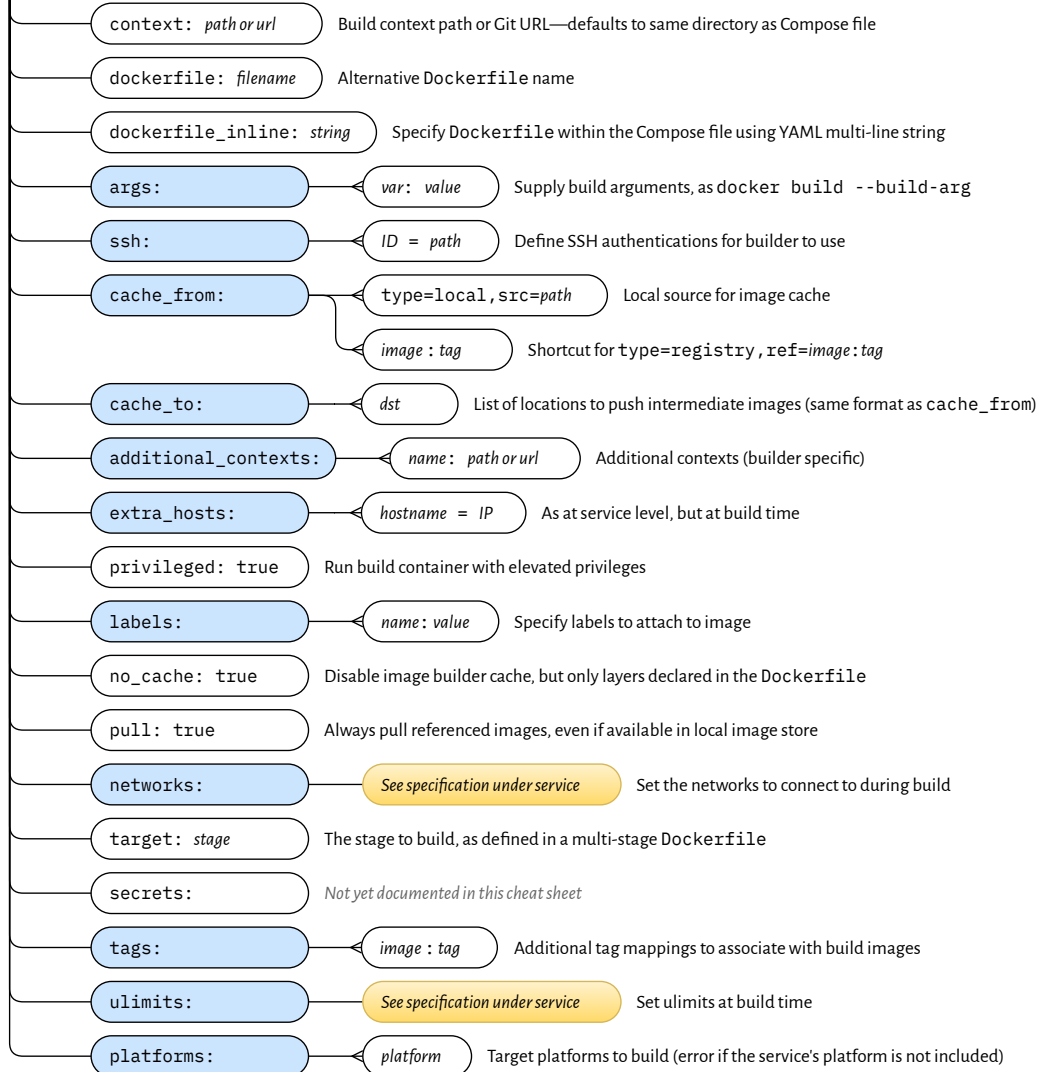 context: path or url Build context path or Git URL—defaults to same directory as Compose file
dockerfile: filename Alternative Dockerfile name
dockerfile_inline: string Specify Dockerfile within the Compose file using YAML multi-line string
args: var: value Supply build arguments, as docker build --build-arg
ssh: ID = path Define SSH authentications for builder to use
cache_from: type=local,src=path Local source for image cache
image : tag Shortcut for type=registry,ref=image:tag
cache_to: dst List of locations to push intermediate images (same format as cache_from)
additional_contexts: name: path or url Additional contexts (builder specific)
extra_hosts: hostname = IP As at service level, but at build time
privileged: true Run build container with elevated privileges
labels: name: value Specify labels to attach to image
no_cache: true Disable image builder cache, but only layers declared in the Dockerfile
pull: true Always pull referenced images, even if available in local image store
networks: See specification under service Set the networks to connect to during build
target: stage The stage to build, as defined in a multi-stage Dockerfile
secrets: Not yet documented in this cheat sheet
tags: image : tag Additional tag mappings to associate with build images
ulimits: See specification under service Set ulimits at build time
platforms: platform Target platforms to build (error if the service's platform is not included)